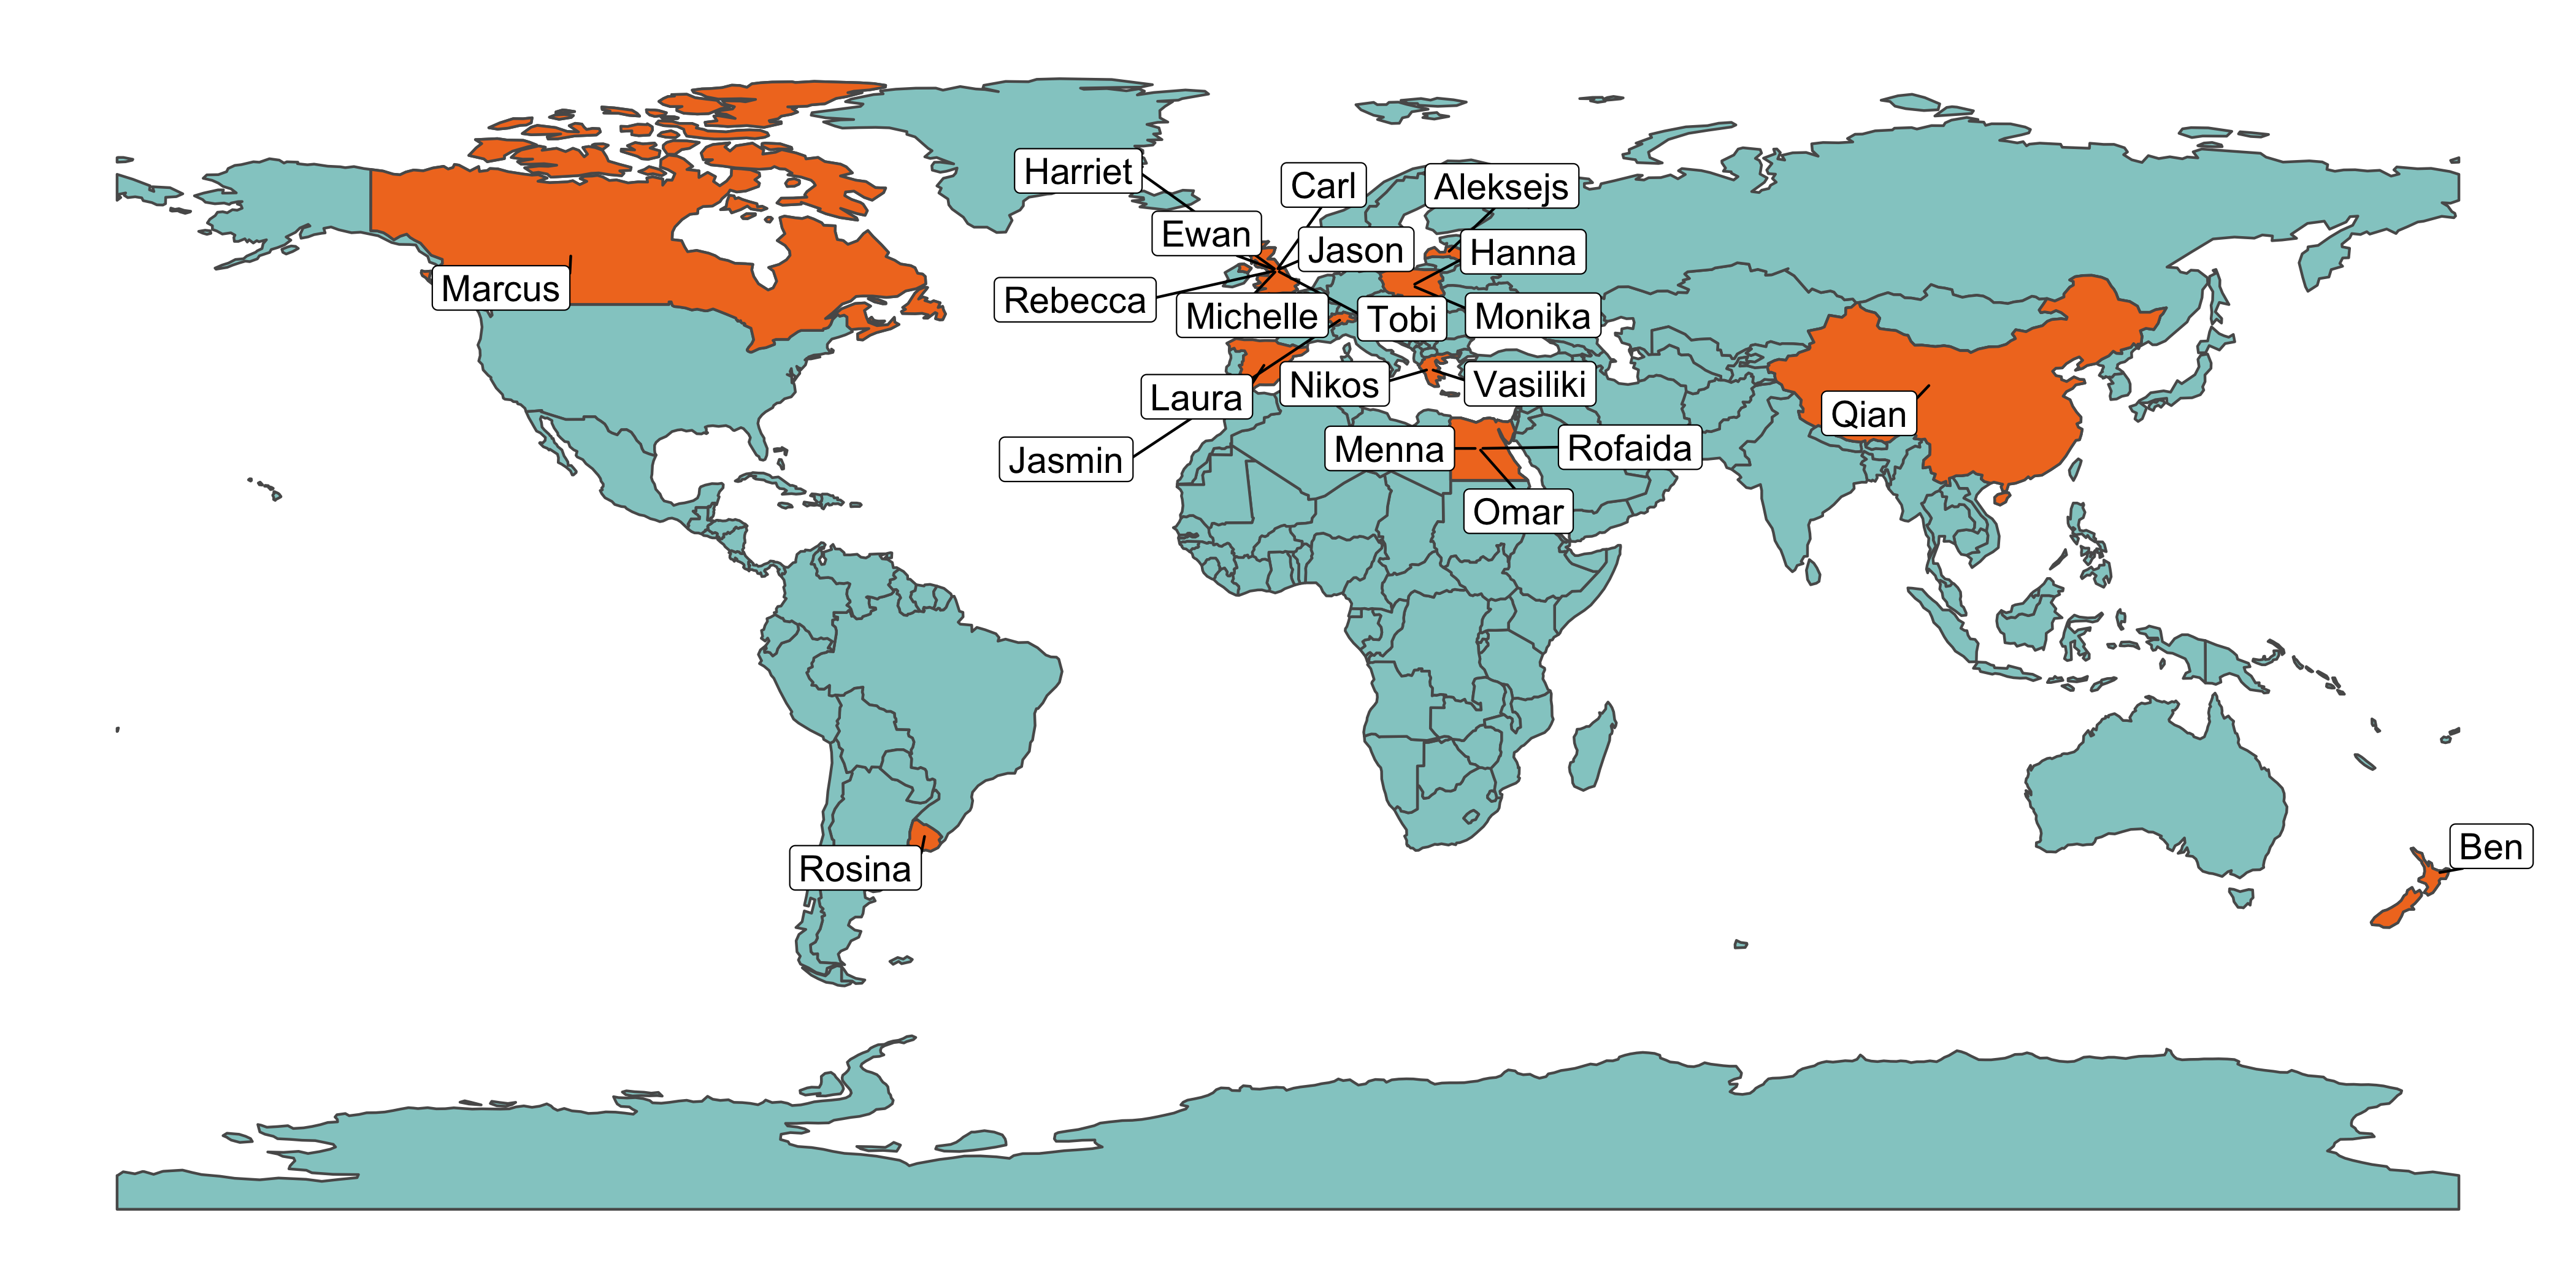 Harriet
Carl
Aleksejs
Ewan
Jason
Hanna
Marcus
Rebecca
Michelle
Tobi
Monika
Laura
Nikos
Vasiliki
Qian
Jasmin
Menna
Rofaida
Omar
Rosina
Ben